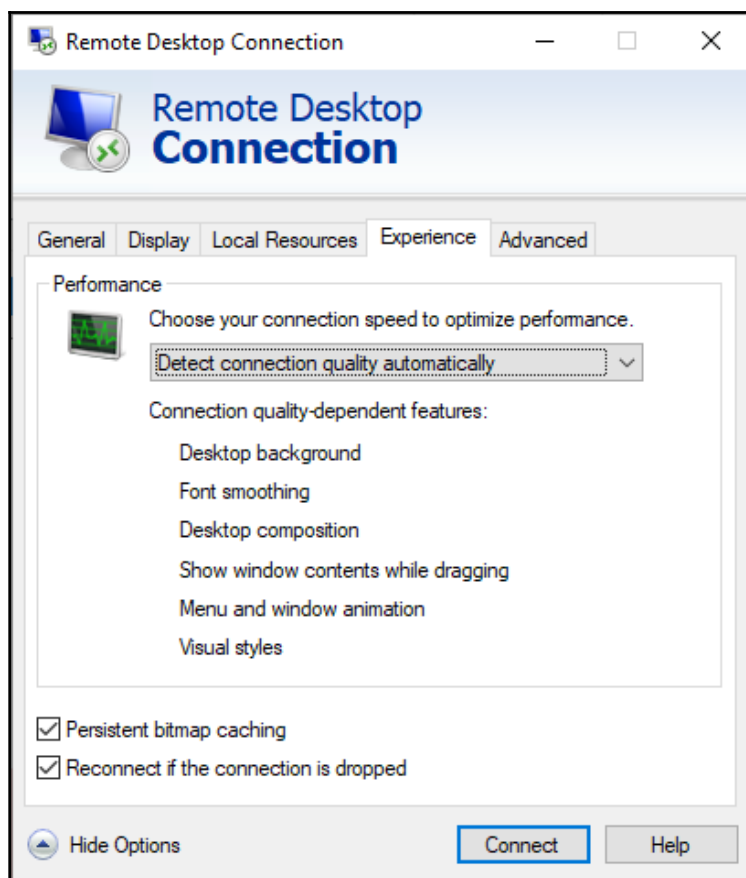 Remote Desktop Connection
Remote Desktop
Connection
General Display Local Resources Experience Advanced
Performance
Choose your connection speed to optimize performance.
Detect connection quality automatically
Connection quality-dependent features:
Desktop background
Font smoothing
Desktop composition
Show window contents while dragging
Menu and window animation
Visual styles
Persistent bitmap caching
Reconnect if the connection is dropped
Hide Options Connect Help